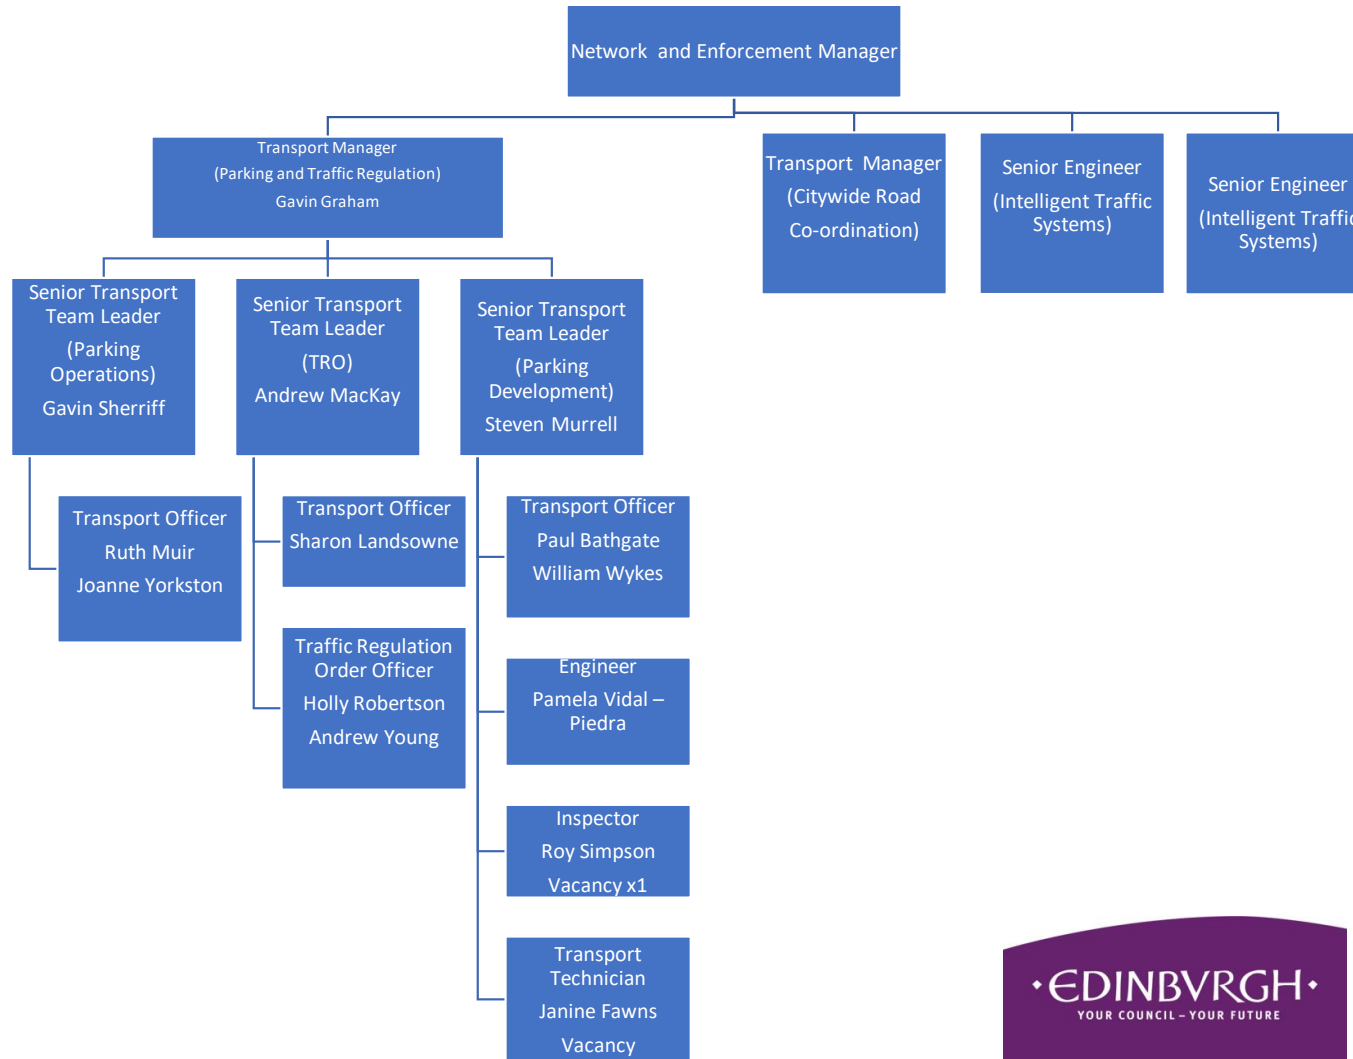 Network and Enforcement Manager
Transport Manager
(Parking and Traffic Regulation)
Gavin Graham
Transport Manager
(Citywide Road
Co-ordination)
Senior Engineer
(Intelligent Traffic
Systems)
Senior Engineer
(Intelligent Traffic
Systems)
Senior Transport
Team Leader
(Parking
Operations)
Gavin Sherriff
Senior Transport
Team Leader
(TRO)
Andrew MacKay
Senior Transport
Team Leader
(Parking
Development)
Steven Murrell
Transport Officer
Ruth Muir
Joanne Yorkston
Transport Officer
Sharon Landsowne
Traffic Regulation
Order Officer
Holly Robertson
Andrew Young
Transport Officer
Paul Bathgate
William Wykes
Engineer
Pamela Vidal –
Piedra
Inspector
Roy Simpson
Vacancy x1
Transport
Technician
Janine Fawns
Vacancy
•EDINBVRGH•
YOUR COUNCIL – YOUR FUTURE